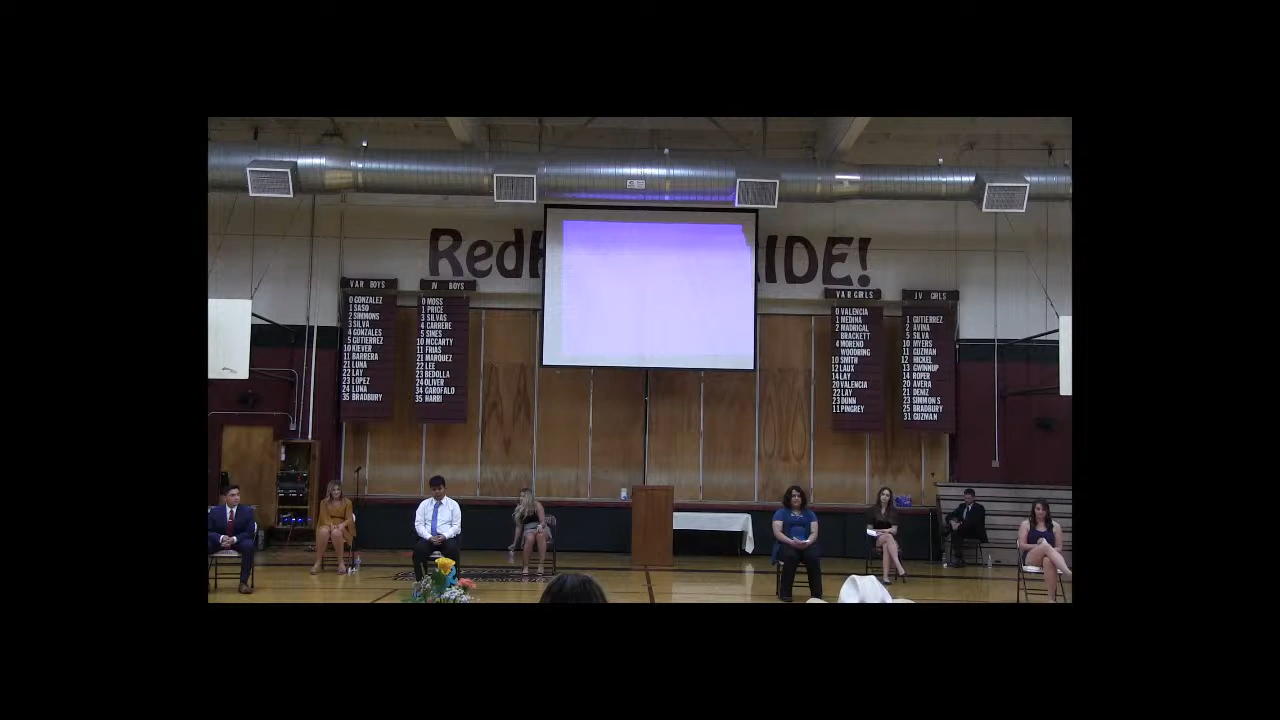 RedH IDE!
VAR BOYS
0 GONZALEZ
1 SASO
2 SIMMONS
3 SILVA
4 GONZALES
5 GUTIERREZ
10 KIEVER
11 BARRERA
21 LUNA
22 LAY
23 LOPEZ
24 LUNA
35 BRADBURY
JV BOYS
0 MOSS
1 PRICE
3 SILVAS
4 CARRERE
5 SINES
10 MCCARTY
11 FRIAS
21 MARQUEZ
22 LEE
23 BEDOLLA
24 OLIVER
34 GAROFALO
35 HARRI
VAR GIRLS
0 VALENCIA
1 MEDINA
2 MADRIGAL
BRACKETT
4 MORENO
WOODRING
10 SMITH
12 LAUX
14 LAY
20 VALENCIA
22 LAY
23 DUNN
11 PINGREY
JV GIRLS
1 GUTIERREZ
2 AVINA
5 SILVA
10 MYERS
11 GUZMAN
12 HICKEL
13 GWINNUP
14 ROPER
20 AVERA
21 DENIZ
23 SIMMONS
25 BRADBURY
31 GUZMAN